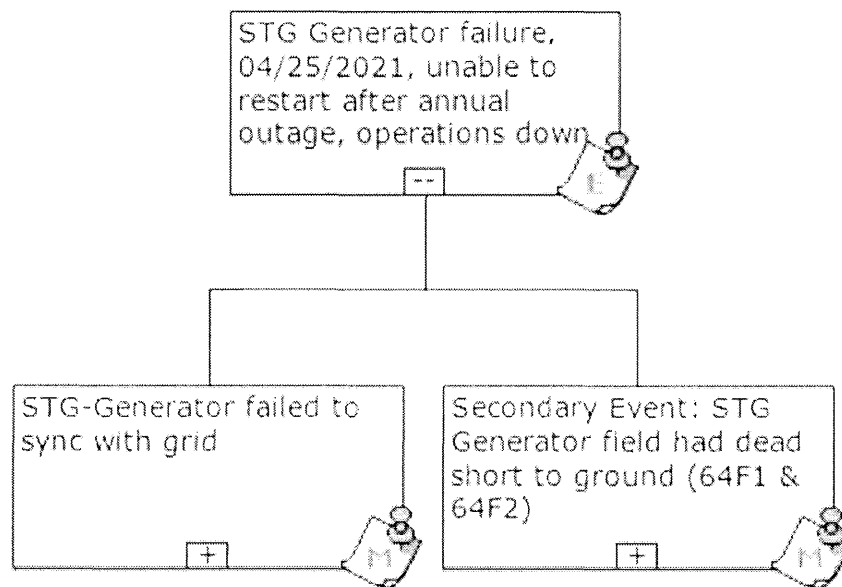 STG Generator failure,
04/25/2021, unable to
restart after annual
outage, operations down
--
E
STG-Generator failed to
sync with grid
+
M
Secondary Event: STG
Generator field had dead
short to ground (64F1 &
64F2)
+
M